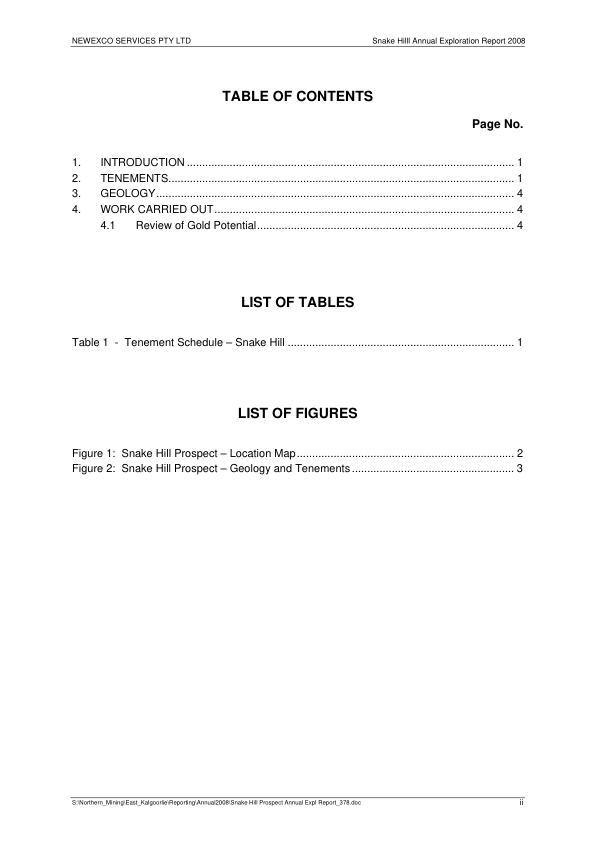 NEWEXCO SERVICES PTY LTD Snake Hilll Annual Exploration Report 2008
TABLE OF CONTENTS
Page No.
1. INTRODUCTION ........................................................................................................... 1
2. TENEMENTS................................................................................................................. 1
3. GEOLOGY..................................................................................................................... 4
4. WORK CARRIED OUT.................................................................................................. 4
4.1 Review of Gold Potential.................................................................................... 4
LIST OF TABLES
Table 1 - Tenement Schedule – Snake Hill .......................................................................... 1
LIST OF FIGURES
Figure 1: Snake Hill Prospect – Location Map....................................................................... 2
Figure 2: Snake Hill Prospect – Geology and Tenements ..................................................... 3
S:\Northern_Mining\East_Kalgoorlie\Reporting\Annual2008\Snake Hill Prospect Annual Expl Report_378.doc ii